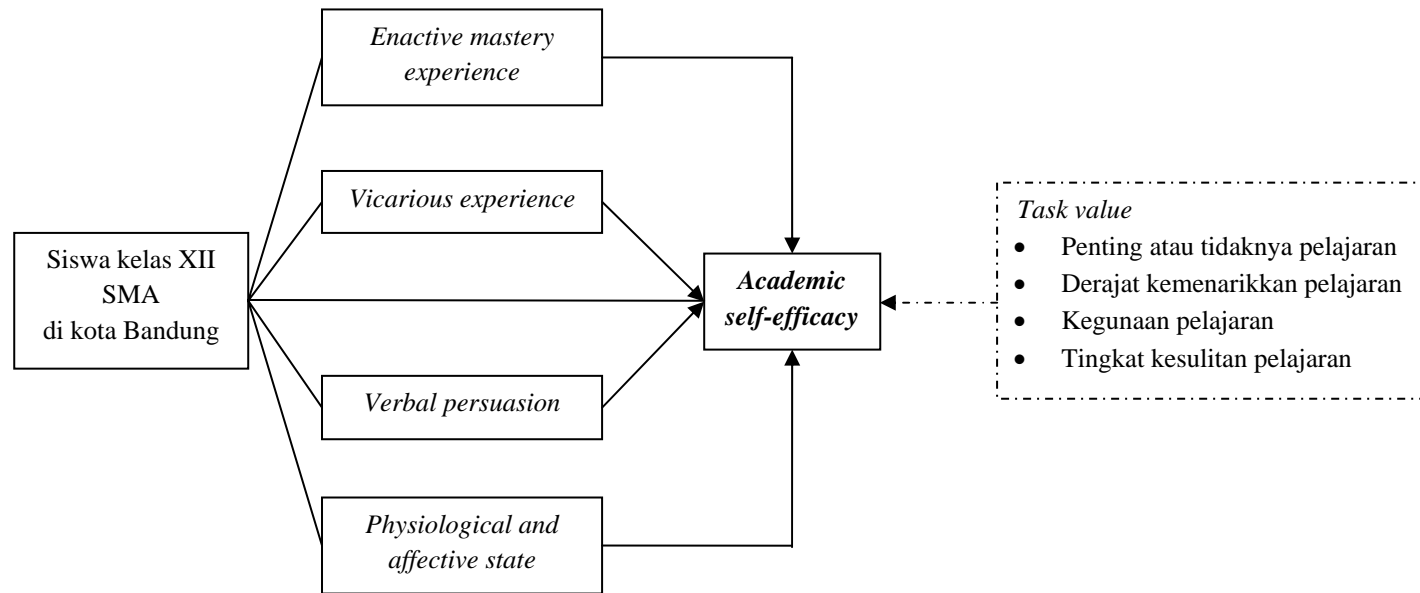 Enactive mastery
experience
Vicarious experience
Siswa kelas XII
SMA
di kota Bandung
Verbal persuasion
Physiological and
affective state
Academic
self-efficacy
Task value
• Penting atau tidaknya pelajaran
• Derajat kemenarikkan pelajaran
• Kegunaan pelajaran
• Tingkat kesulitan pelajaran